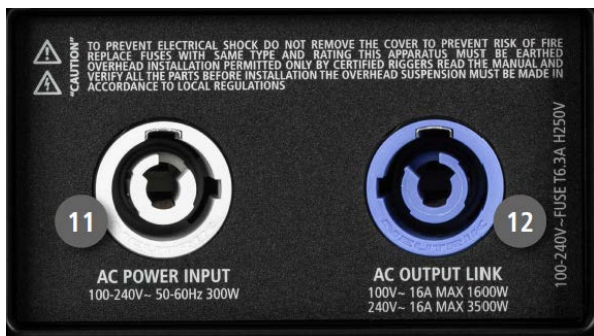 "CAUTION"
TO PREVENT ELECTRICAL SHOCK DO NOT REMOVE THE COVER TO PREVENT RISK OF FIRE
REPLACE FUSES WITH SAME TYPE AND RATING THIS APPARATUS MUST BE EARTHED
OVERHEAD INSTALLATION PERMITTED ONLY BY CERTIFIED RIGGERS READ THE MANUAL AND
VERIFY ALL THE PARTS BEFORE INSTALLATION THE OVERHEAD SUSPENSION MUST BE MADE IN
ACCORDANCE TO LOCAL REGULATIONS
11
AC POWER INPUT
100-240V~ 50-60Hz 300W
12
NEUTRIK
AC OUTPUT LINK
100V~ 16A MAX 1600W
240V~ 16A MAX 3500W
100-240V~FUSE T6.3A H250V